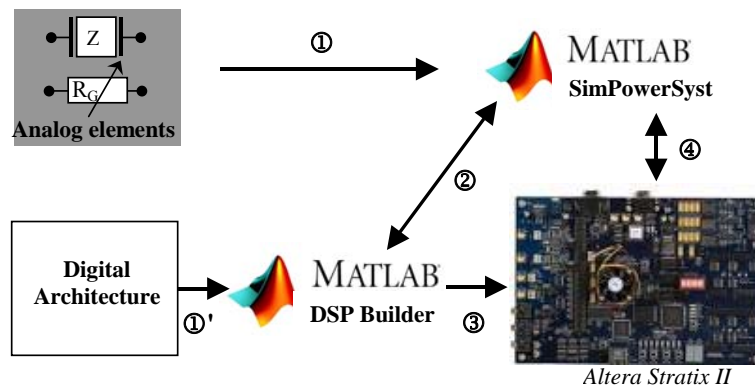 Z
R_G
Analog elements
①
MATLAB®
SimPowerSyst
②
④
Digital
Architecture
①'
MATLAB®
DSP Builder
③
Altera Stratix II